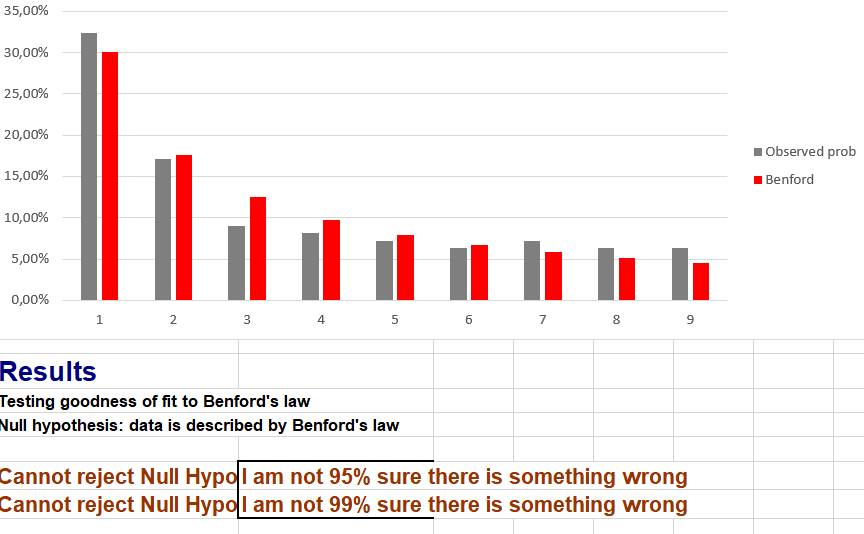 35,00%
30,00%
25,00%
20,00%
15,00%
10,00%
5,00%
0,00%
1 2 3 4 5 6 7 8 9
Observed prob
Benford
Results
Testing goodness of fit to Benford's law
Null hypothesis: data is described by Benford's law
Cannot reject Null Hypo I am not 95% sure there is something wrong
Cannot reject Null Hypo I am not 99% sure there is something wrong